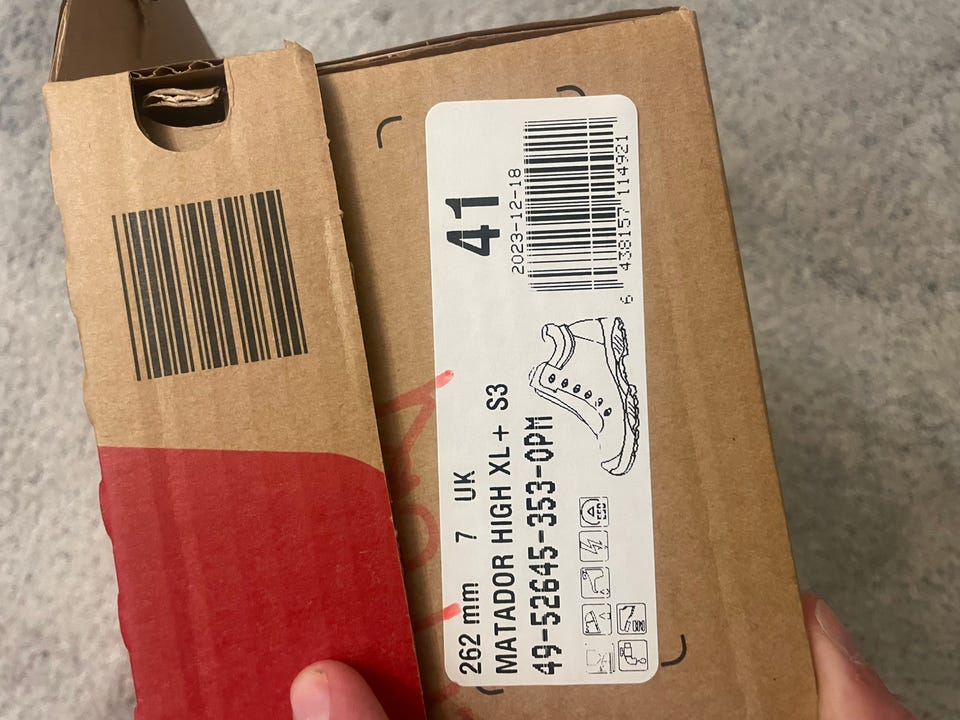 41
2023-12-18
6 438157 114921
262 mm 7 UK
MATADOR HIGH XL+ S3
49-52645-353-0PM
ESD